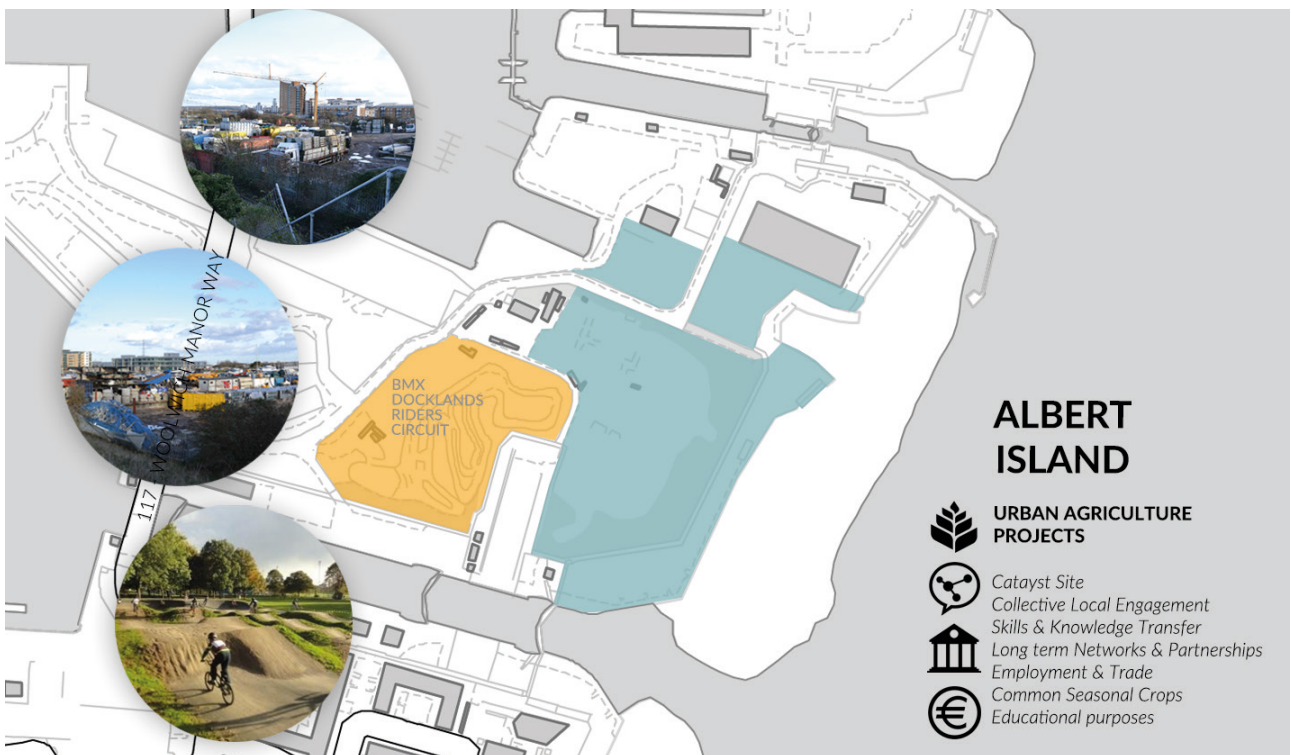 117 - WOOLWICH MANOR WAY
BMX
DOCKLANDS
RIDERS
CIRCUIT
ALBERT
ISLAND
URBAN AGRICULTURE
PROJECTS
Catayst Site
Collective Local Engagement
Skills & Knowledge Transfer
Long term Networks & Partnerships
Employment & Trade
Common Seasonal Crops
Educational purposes